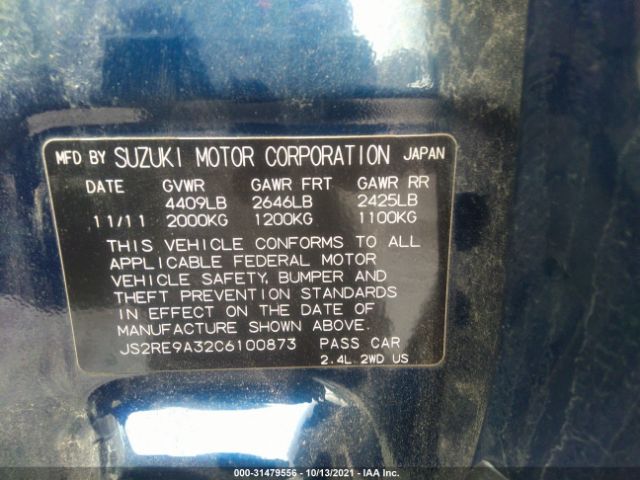 MFD BY SUZUKI MOTOR CORPORATION JAPAN
DATE GVWR GAWR FRT GAWR RR
4409LB 2646LB 2425LB
11/11 2000KG 1200KG 1100KG
THIS VEHICLE CONFORMS TO ALL
APPLICABLE FEDERAL MOTOR
VEHICLE SAFETY, BUMPER AND
THEFT PREVENTION STANDARDS
IN EFFECT ON THE DATE OF
MANUFACTURE SHOWN ABOVE.
JS2RE9A32C6100873 PASS CAR
2.4L 2WD US
000-31479556 - 10/13/2021 - IAA Inc.